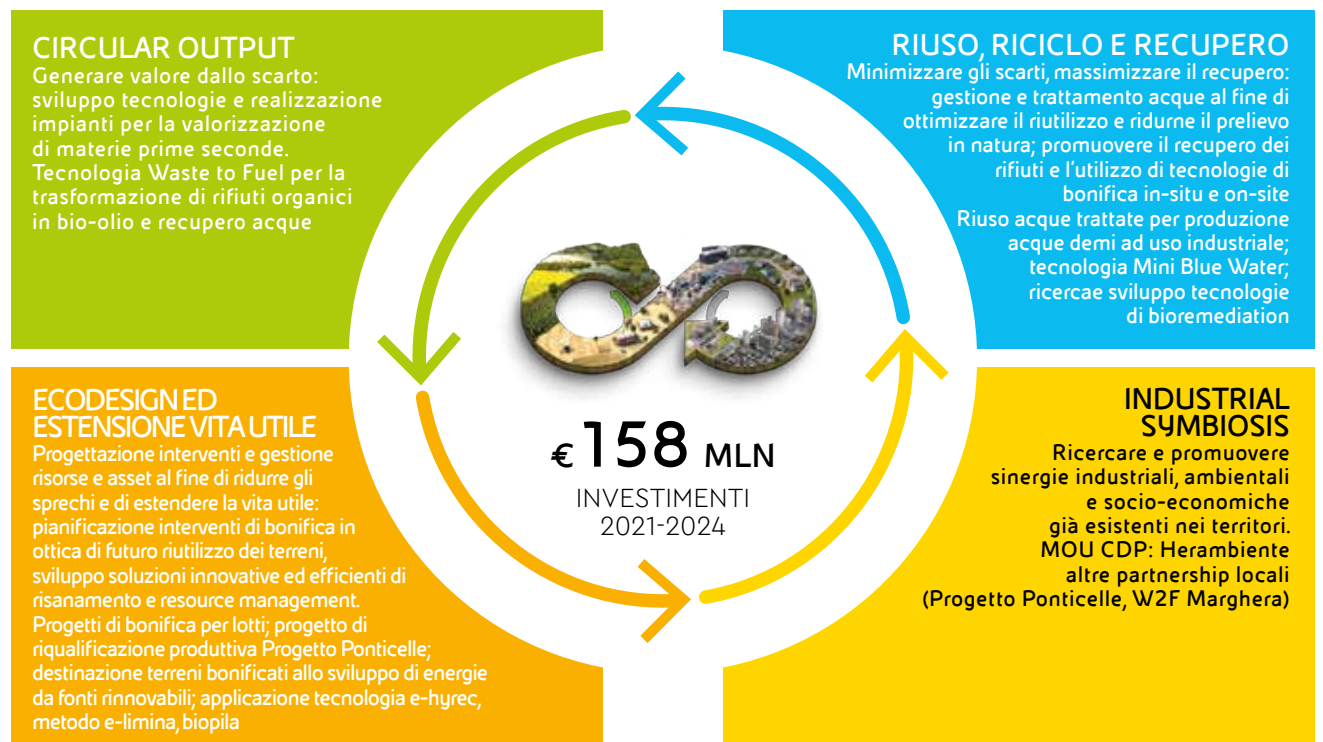 CIRCULAR OUTPUT
Generare valore dallo scarto:
sviluppo tecnologie e realizzazione
impianti per la valorizzazione
di materie prime seconde.
Tecnologia Waste to Fuel per la
trasformazione di rifiuti organici
in bio-olio e recupero acque
RIUSO, RICICLO E RECUPERO
Minimizzare gli scarti, massimizzare il recupero:
gestione e trattamento acque al fine di
ottimizzare il riutilizzo e ridurne il prelievo
in natura; promuovere il recupero dei
rifiuti e l'utilizzo di tecnologie di
bonifica in-situ e on-site
Riuso acque trattate per produzione
acque demi ad uso industriale;
tecnologia Mini Blue Water;
ricercae sviluppo tecnologie
di bioremediation
€ 158 MLN
INVESTIMENTI
2021-2024
ECODESIGN ED
ESTENSIONE VITA UTILE
Progettazione interventi e gestione
risorse e asset al fine di ridurre gli
sprechi e di estendere la vita utile:
pianificazione interventi di bonifica in
ottica di futuro riutilizzo dei terreni,
sviluppo soluzioni innovative ed efficienti di
risanamento e resource management.
Progetti di bonifica per lotti; progetto di
riqualificazione produttiva Progetto Ponticelle;
destinazione terreni bonificati allo sviluppo di energie
da fonti rinnovabili; applicazione tecnologia e-hyrec,
metodo e-limina, biopila
INDUSTRIAL
SYMBIOSIS
Ricercare e promuovere
sinergie industriali, ambientali
e socio-economiche
già esistenti nei territori.
MOU CDP: Herambiente
altre partnership locali
(Progetto Ponticelle, W2F Marghera)